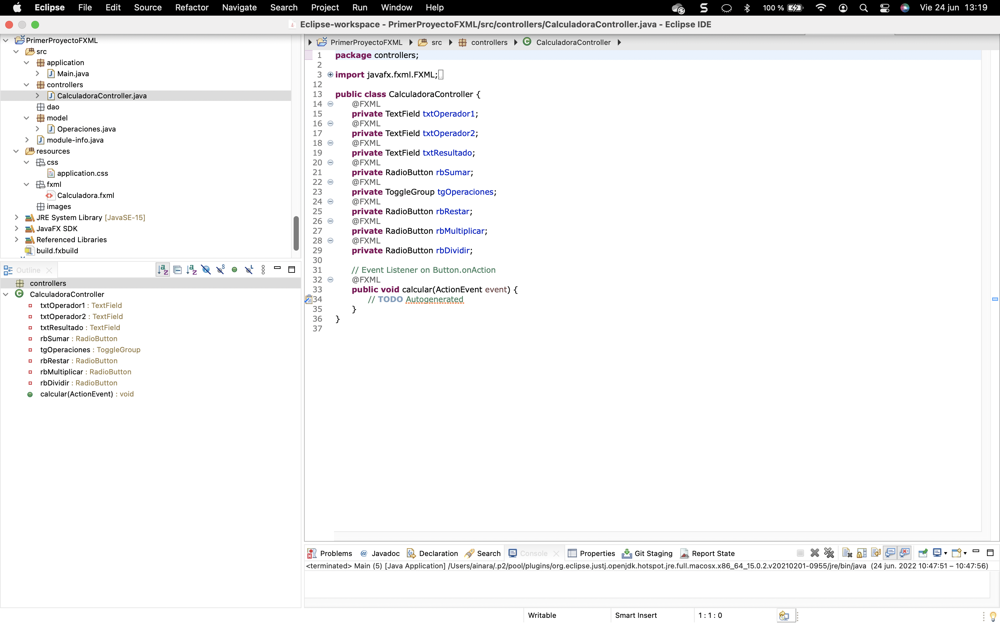 Eclipse File Edit Source Refactor Navigate Search Project Run Window Help 100 % Vie 24 jun 13:19
Eclipse-workspace - PrimerProyectoFXML/src/controllers/CalculadoraController.java - Eclipse IDE
PrimerProyectoFXML
src
application
Main.java
controllers
CalculadoraController.java
dao
model
Operaciones.java
module-info.java
resources
css
application.css
fxml
Calculadora.fxml
images
JRE System Library [JavaSE-15]
JavaFX SDK
Referenced Libraries
build.fxbuild
Outline
controllers
CalculadoraController
txtOperador1 : TextField
txtOperador2 : TextField
txtResultado : TextField
rbSumar : RadioButton
tgOperaciones : ToggleGroup
rbRestar : RadioButton
rbMultiplicar : RadioButton
rbDividir : RadioButton
calcular(ActionEvent) : void
PrimerProyectoFXML src controllers CalculadoraController
1 package controllers;
2
3 import javafx.fxml.FXML;
12
13 public class CalculadoraController {
14 @FXML
15 private TextField txtOperador1;
16 @FXML
17 private TextField txtOperador2;
18 @FXML
19 private TextField txtResultado;
20 @FXML
21 private RadioButton rbSumar;
22 @FXML
23 private ToggleGroup tgOperaciones;
24 @FXML
25 private RadioButton rbRestar;
26 @FXML
27 private RadioButton rbMultiplicar;
28 @FXML
29 private RadioButton rbDividir;
30
31 // Event Listener on Button.onAction
32 @FXML
33 public void calcular(ActionEvent event) {
34 // TODO Autogenerated
35 }
36 }
37
Problems Javadoc Declaration Search Console Properties Git Staging Report State
<terminated> Main (5) [Java Application] /Users/ainara/.p2/pool/plugins/org.eclipse.justj.openjdk.hotspot.jre.full.macosx.x86_64_15.0.2.v20210201-0955/jre/bin/java (24 jun. 2022 10:47:51 – 10:47:56)
Writable Smart Insert 1 : 1 : 0